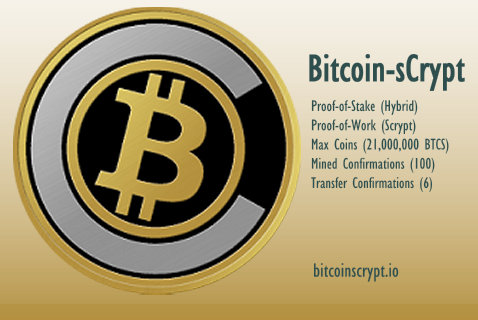 Bitcoin-sCrypt
Proof-of-Stake (Hybrid)
Proof-of-Work (Scrypt)
Max Coins (21,000,000 BTCS)
Mined Confirmations (100)
Transfer Confirmations (6)
bitcoinscrypt.io